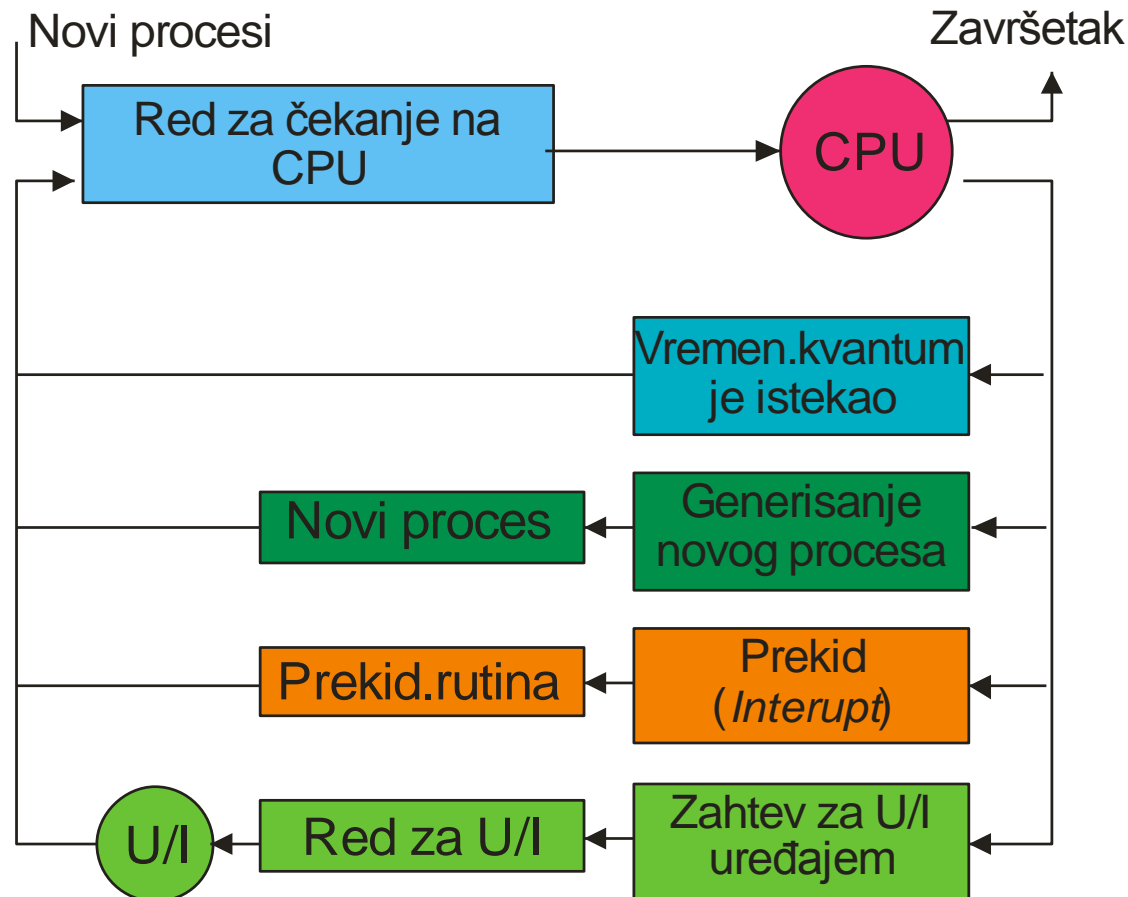 Novi procesi
Završetak
Red za čekanje na
CPU
CPU
Vremen.kvantum
je istekao
Novi proces
Generisanje
novog procesa
Prekid.rutina
Prekid
(Interupt)
U/I
Red za U/I
Zahtev za U/I
uređajem